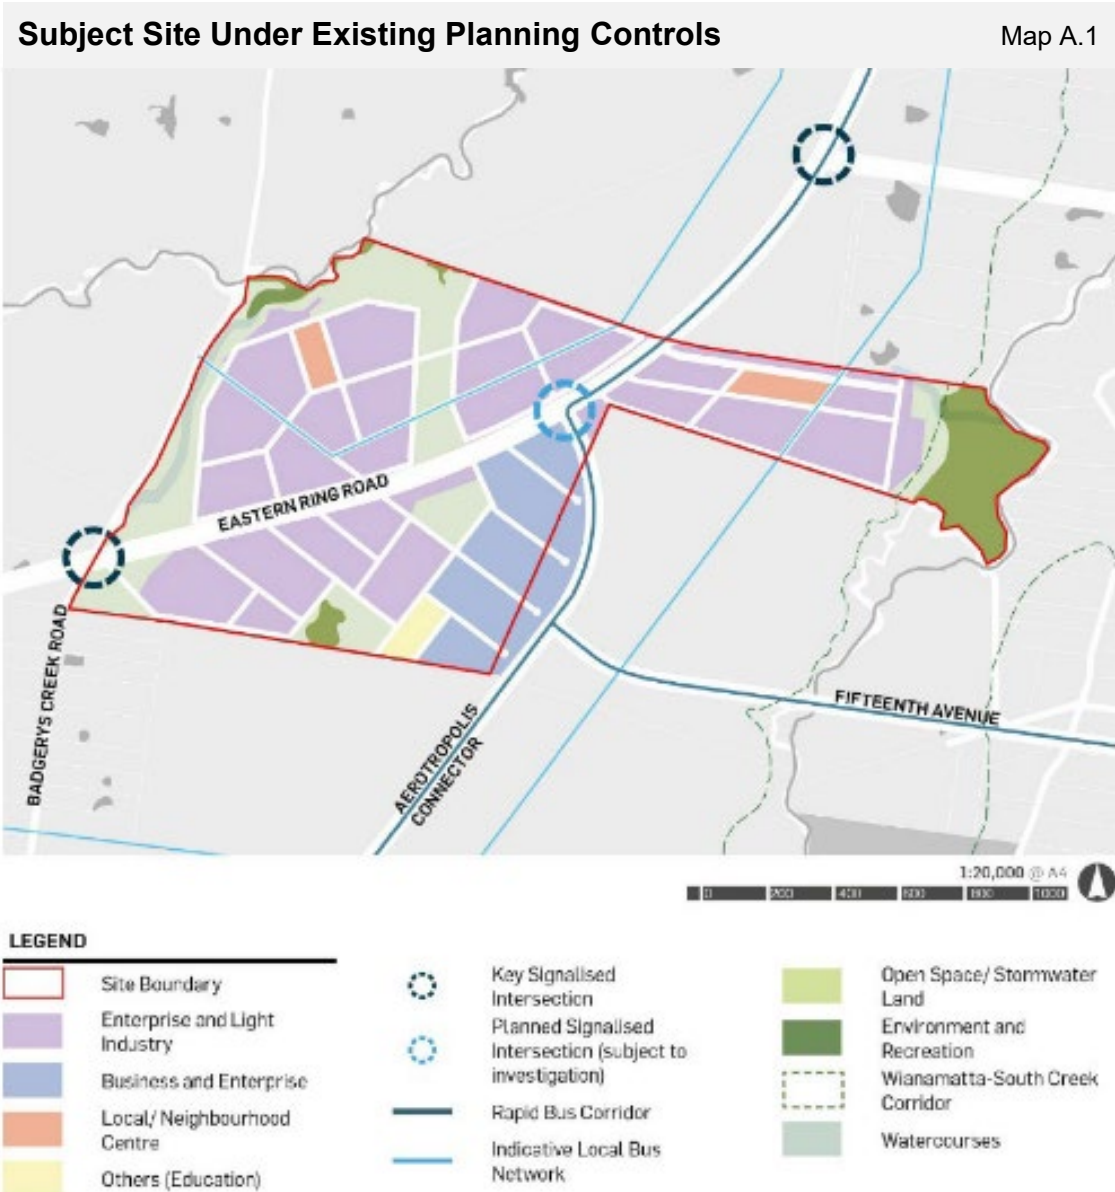 Subject Site Under Existing Planning Controls
Map A.1
EASTERN RING ROAD
BADGERYS CREEK ROAD
AEROTROPOLIS
CONNECTOR
FIFTEENTH AVENUE
1:20,000 @ A4
0 200 400 600 800 1000
LEGEND
Site Boundary
Enterprise and Light
Industry
Business and Enterprise
Local/ Neighbourhood
Centre
Others (Education)
Key Signalised
Intersection
Planned Signalised
Intersection (subject to
investigation)
Rapid Bus Corridor
Indicative Local Bus
Network
Open Space/ Stormwater
Land
Environment and
Recreation
Wianamatta-South Creek
Corridor
Watercourses